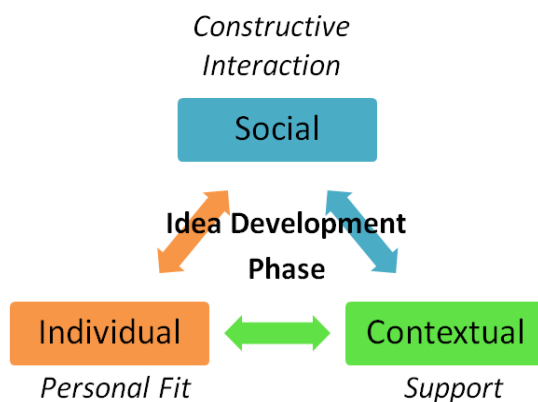 Constructive
Interaction
Social
Idea Development
Phase
Individual
Contextual
Personal Fit
Support